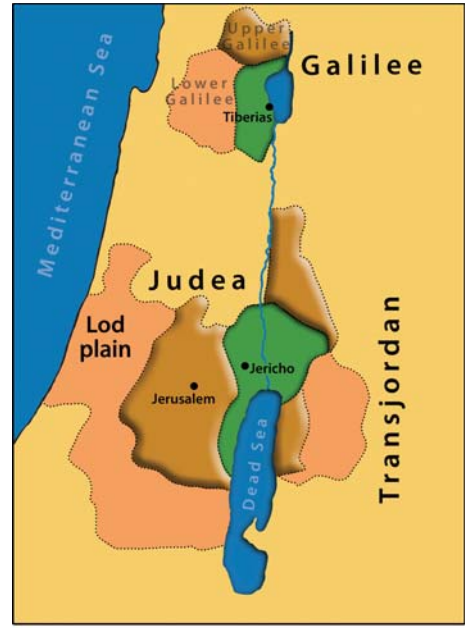 Upper
Galilee
Galilee
Lower
Galilee
Tiberias
Mediterranean Sea
Judea
Lod
plain
Jericho
Jerusalem
Transjordan
Dead Sea